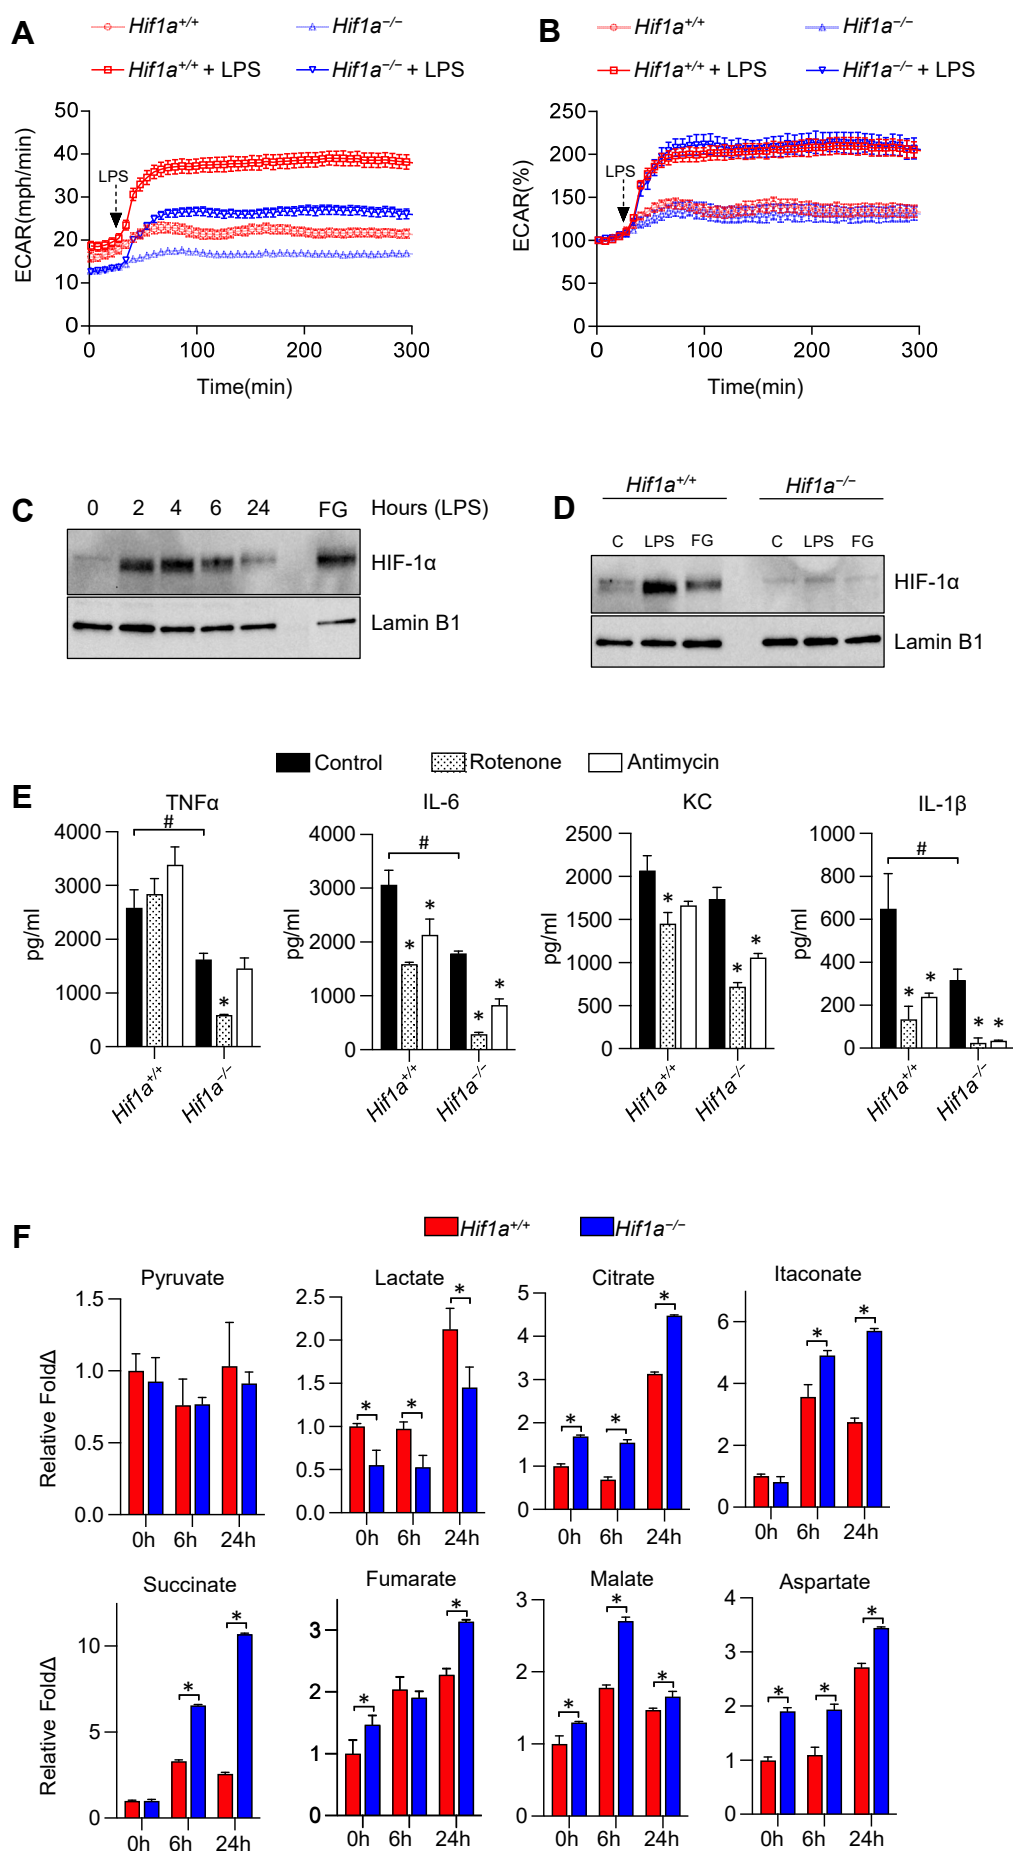 A
Hif1a+/+
Hif1a−/−
Hif1a+/+ + LPS
Hif1a−/− + LPS
50
40
30
20
10
0
ECAR(mph/min)
LPS
0
100
200
300
Time(min)
B
Hif1a+/+
Hif1a−/−
Hif1a+/+ + LPS
Hif1a−/− + LPS
250
200
150
100
50
0
ECAR(%)
LPS
0
100
200
300
Time(min)
C
0 2 4 6 24 FG Hours (LPS)
HIF-1α
Lamin B1
D
Hif1a+/+ Hif1a−/−
C LPS FG C LPS FG
HIF-1α
Lamin B1
Control Rotenone Antimycin
E
TNFα
4000
3000
2000
1000
0
pg/ml
#
*
Hif1a+/+
Hif1a−/−
IL-6
4000
3000
2000
1000
0
pg/ml
#
*
*
*
*
Hif1a+/+
Hif1a−/−
KC
2500
2000
1500
1000
500
0
pg/ml
*
*
*
Hif1a+/+
Hif1a−/−
IL-1β
1000
800
600
400
200
0
pg/ml
#
*
*
*
*
Hif1a+/+
Hif1a−/−
F
Hif1a+/+ Hif1a−/−
Pyruvate
1.5
1.0
0.5
0.0
Relative FoldΔ
0h 6h 24h
Lactate
2.5
2.0
1.5
1.0
0.5
0.0
*
*
*
0h 6h 24h
Citrate
5
4
3
2
1
0
*
*
*
0h 6h 24h
Itaconate
6
4
2
0
*
*
0h 6h 24h
Succinate
10
5
0
Relative FoldΔ
*
*
0h 6h 24h
Fumarate
3
2
1
0
*
*
0h 6h 24h
Malate
3
2
1
0
*
*
*
0h 6h 24h
Aspartate
4
3
2
1
0
*
*
*
0h 6h 24h